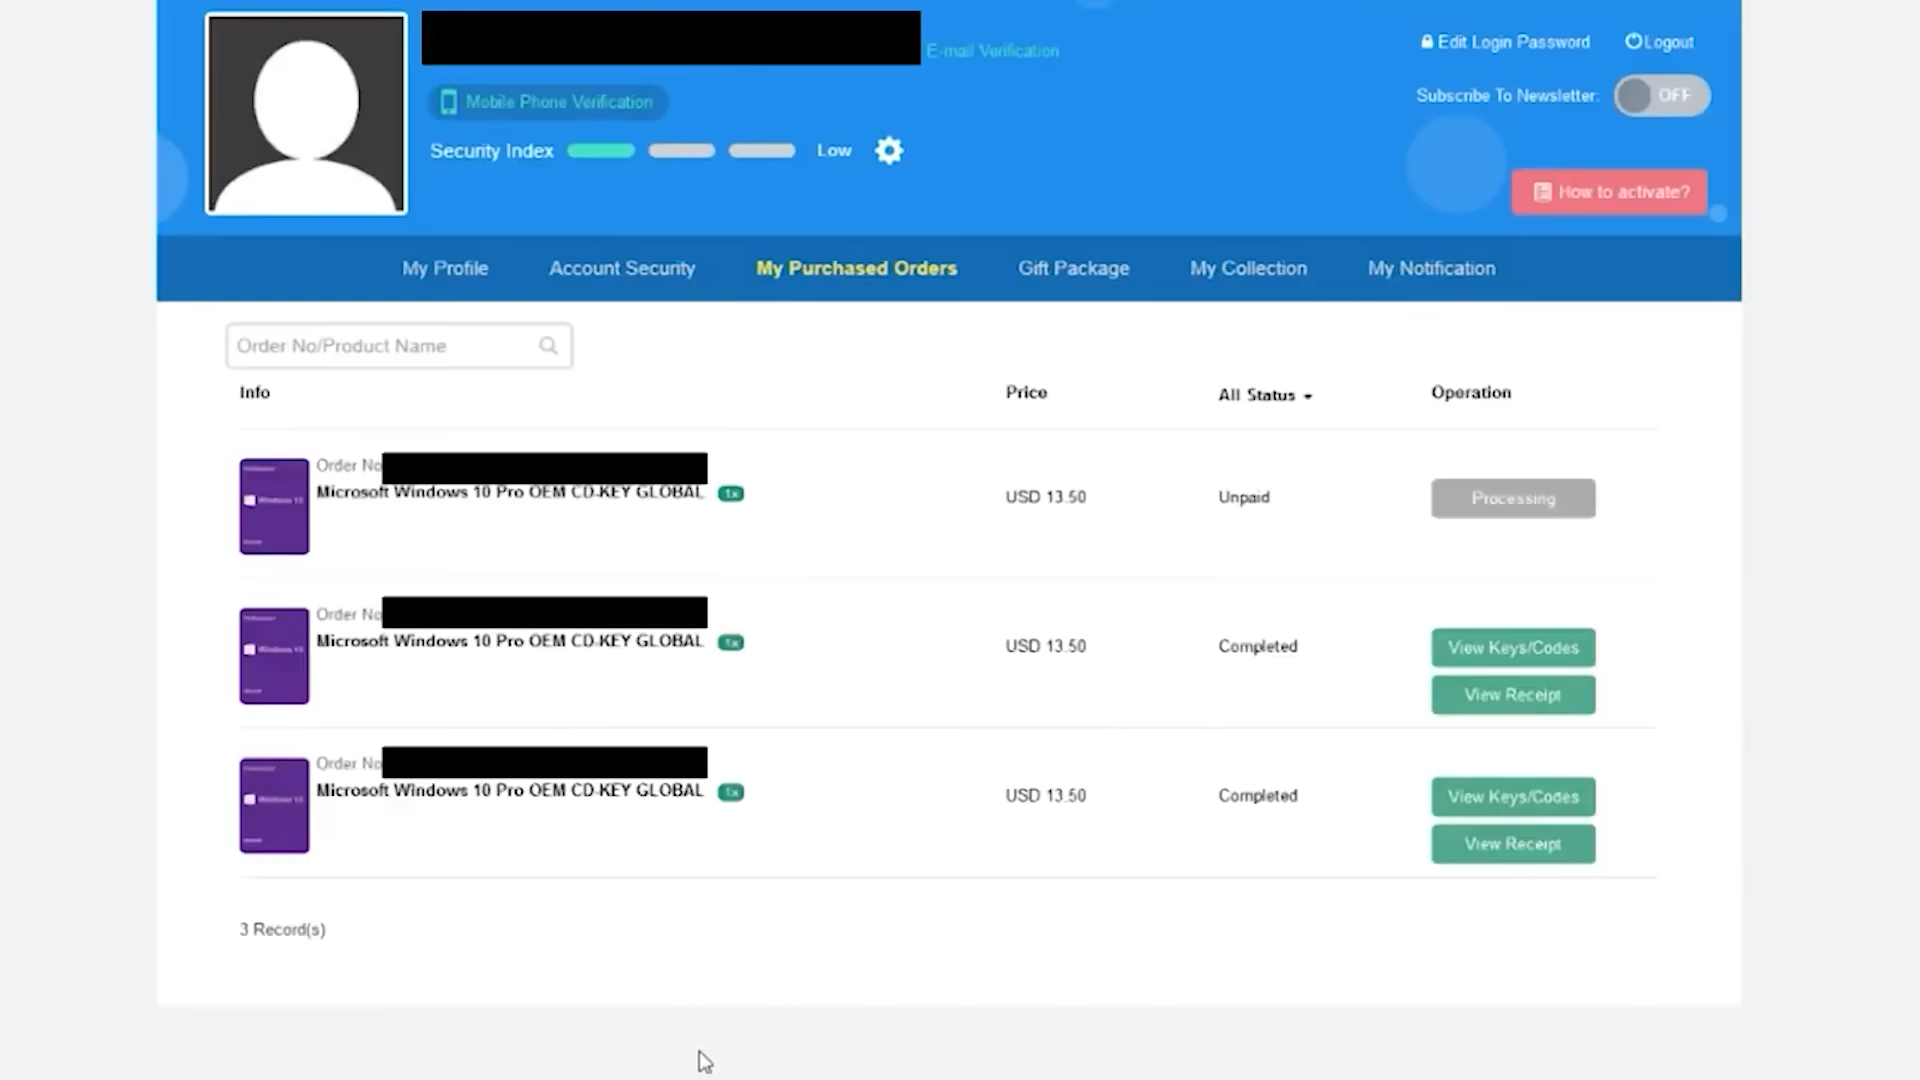 E-mail Verification
Edit Login Password
Logout
Mobile Phone Verification
Subscribe To Newsletter:
OFF
Security Index
Low
How to activate?
My Profile
Account Security
My Purchased Orders
Gift Package
My Collection
My Notification
Order No/Product Name
Info
Price
All Status
Operation
Order No
Microsoft Windows 10 Pro OEM CD-KEY GLOBAL
1x
USD 13.50
Unpaid
Processing
Order No
Microsoft Windows 10 Pro OEM CD-KEY GLOBAL
1x
USD 13.50
Completed
View Keys/Codes
View Receipt
Order No
Microsoft Windows 10 Pro OEM CD-KEY GLOBAL
1x
USD 13.50
Completed
View Keys/Codes
View Receipt
3 Record(s)